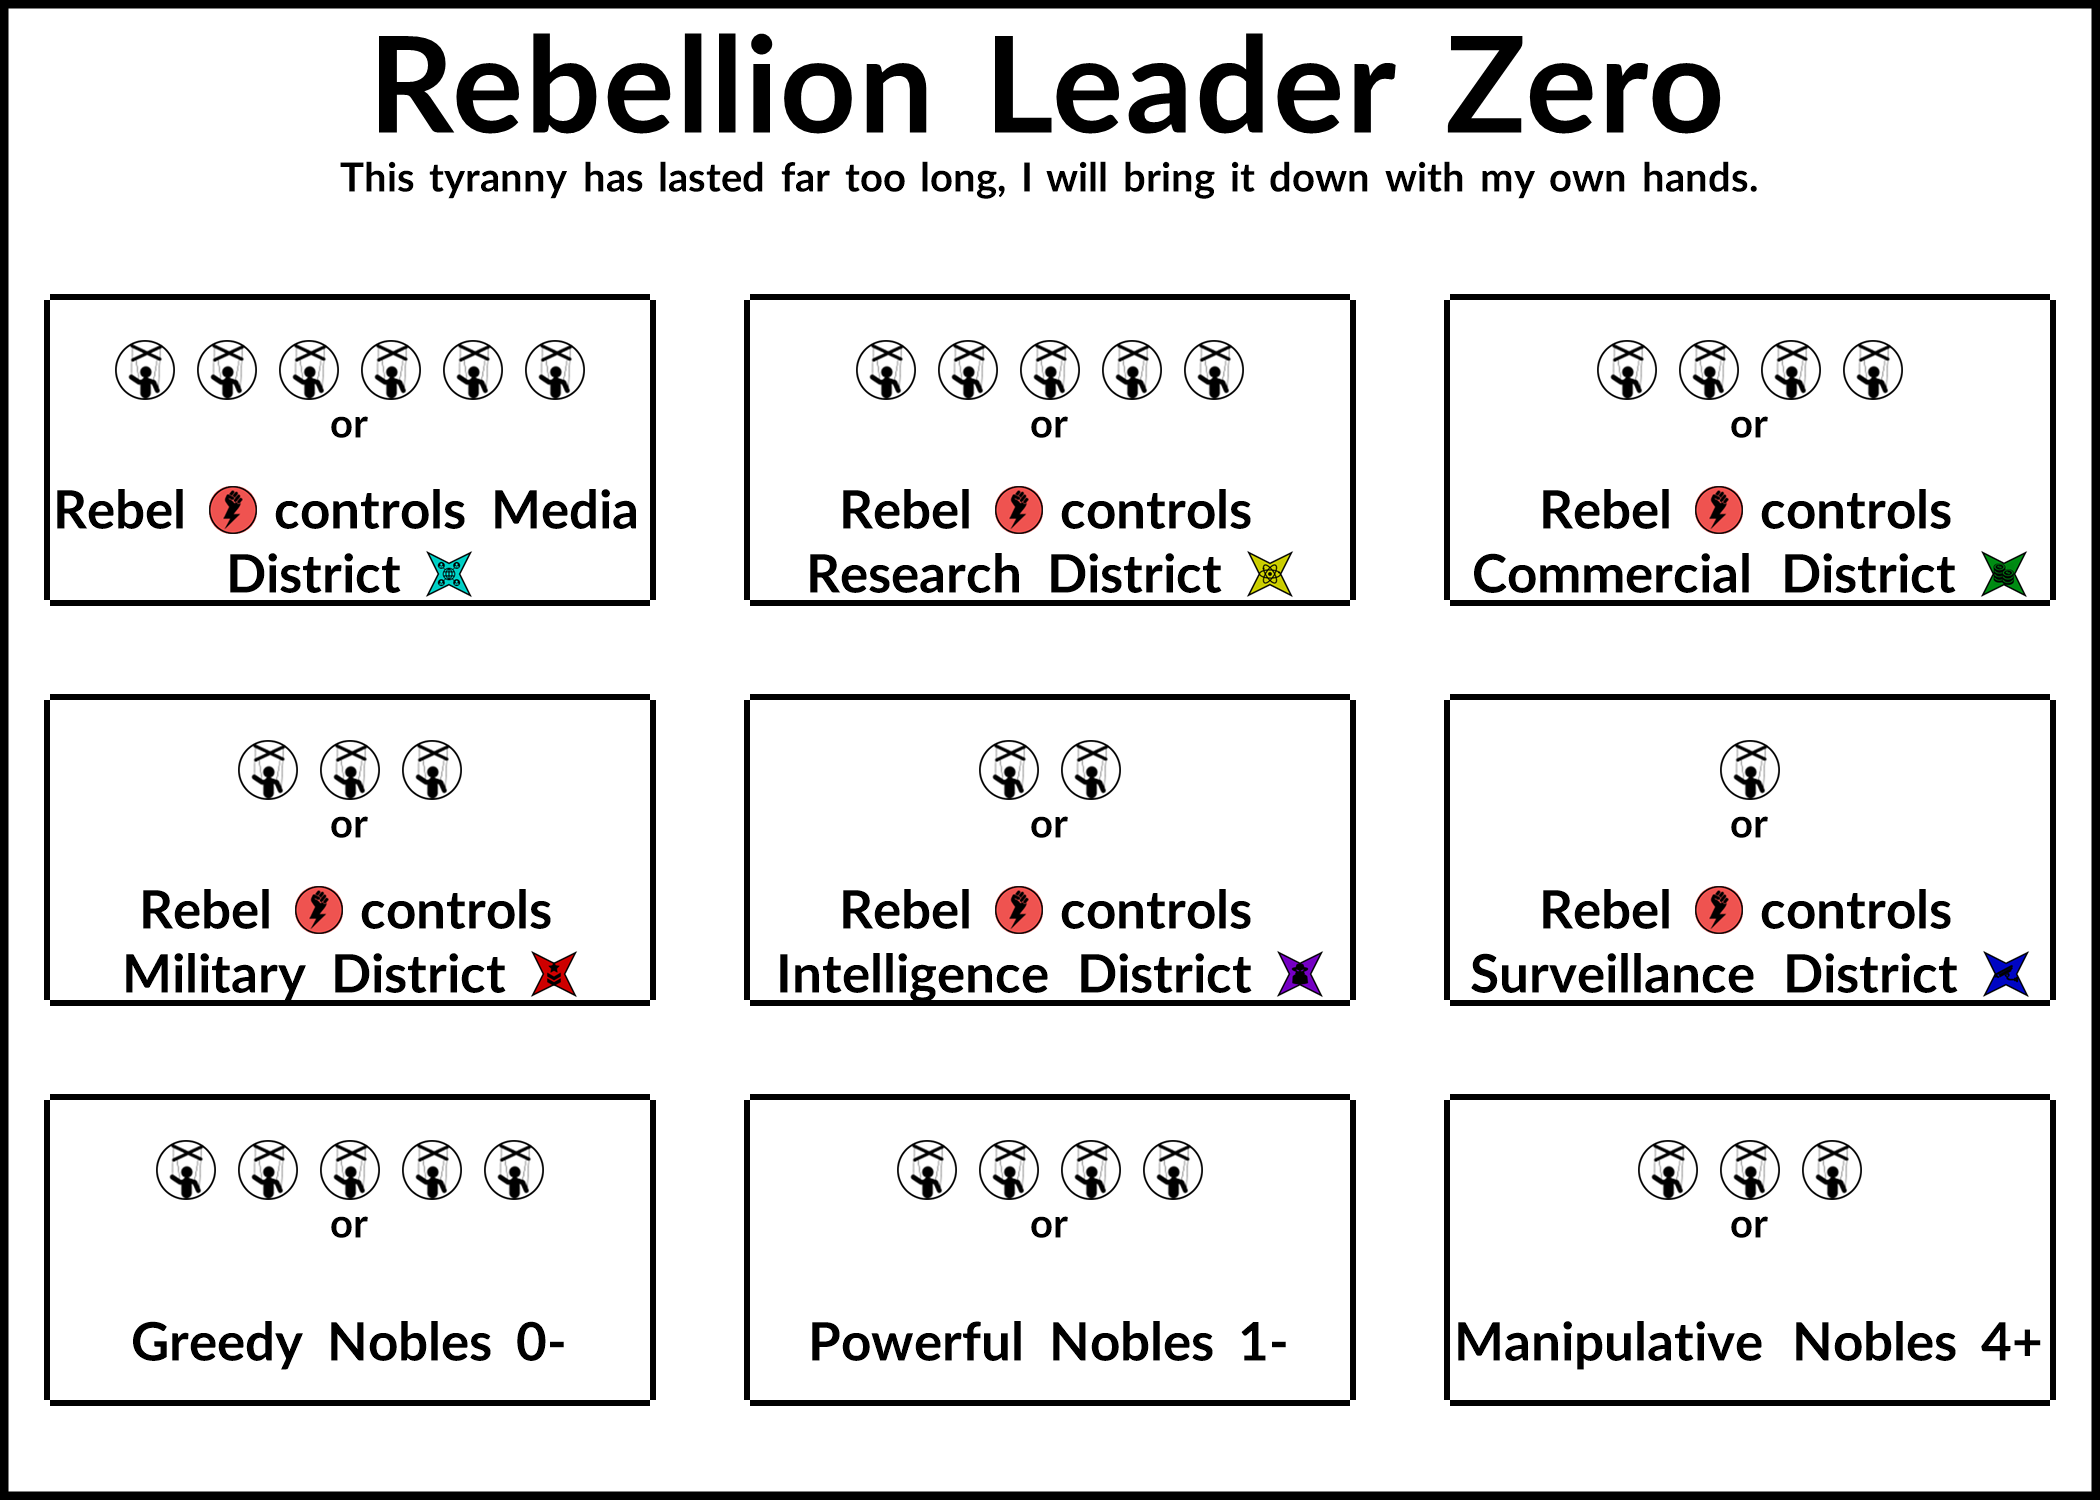 Rebellion Leader Zero
This tyranny has lasted far too long, I will bring it down with my own hands.
or
Rebel controls Media
District
or
Rebel controls
Research District
or
Rebel controls
Commercial District
or
Rebel controls
Military District
or
Rebel controls
Intelligence District
or
Rebel controls
Surveillance District
or
Greedy Nobles 0-
or
Powerful Nobles 1-
or
Manipulative Nobles 4+